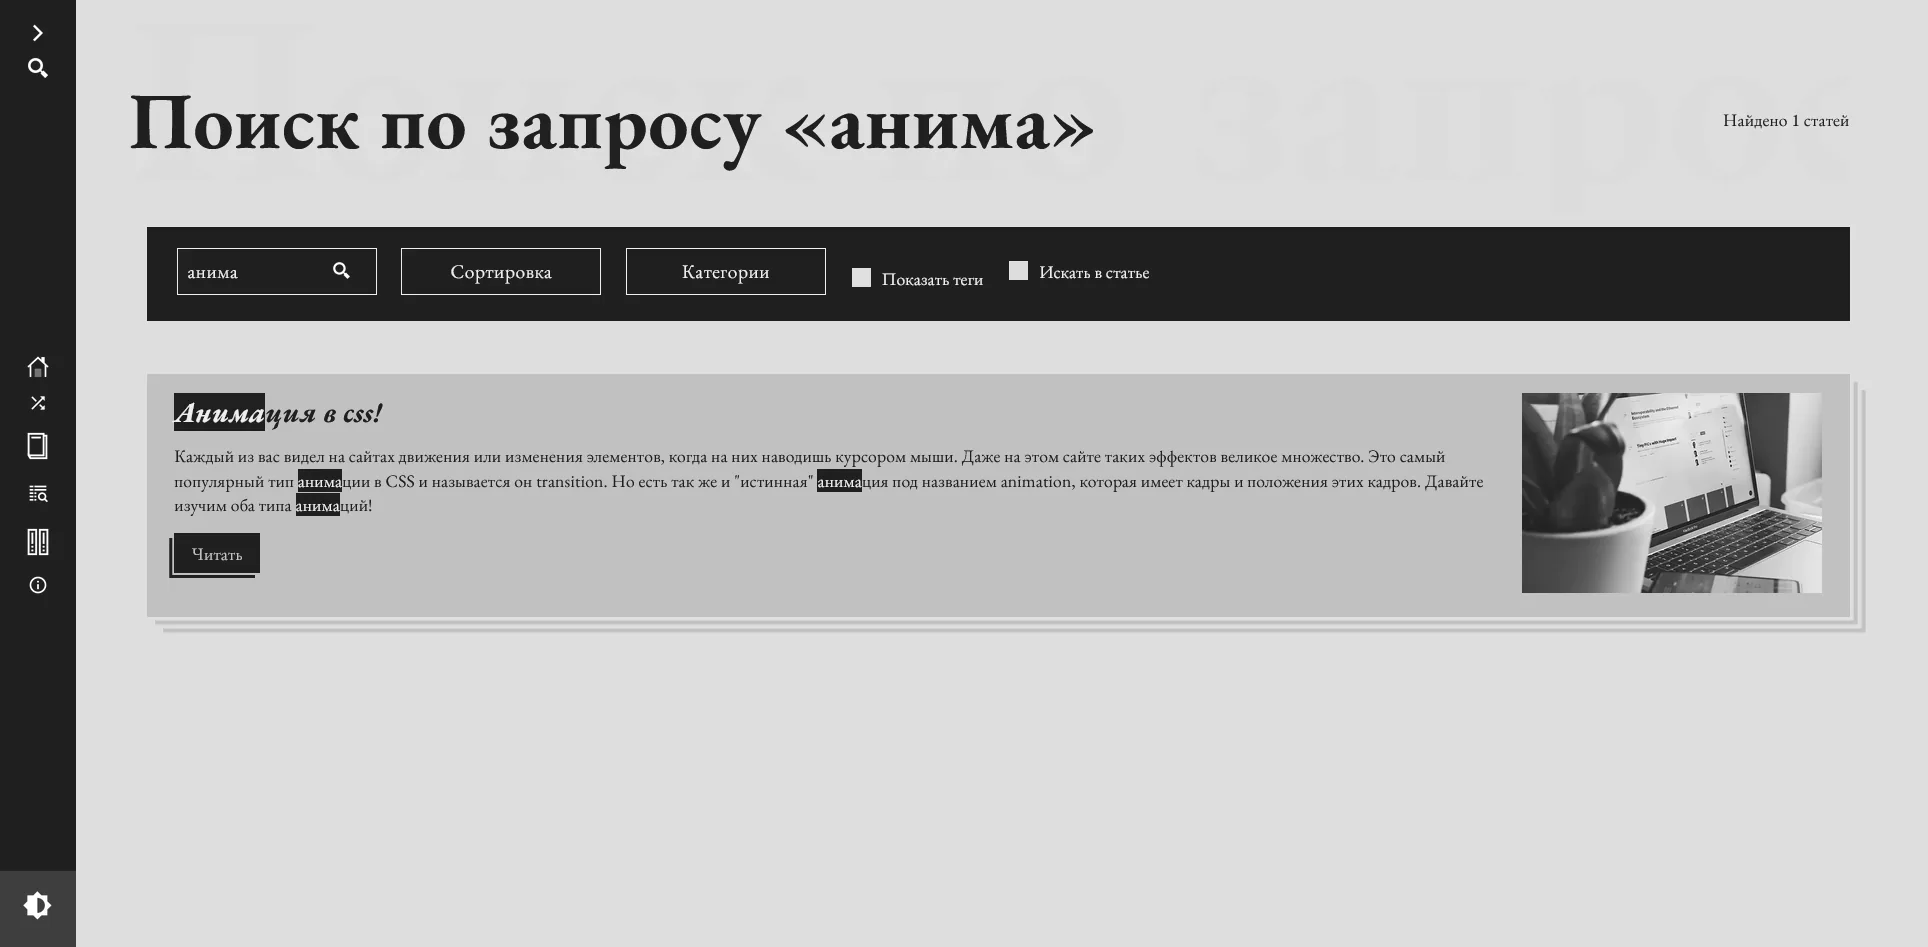 Поиск по запросу «анима»
Найдено 1 статей
анима
Сортировка
Категории
Показать теги
Искать в статье
Анимация в css!
Каждый из вас видел на сайтах движения или изменения элементов, когда на них наводишь курсором мыши. Даже на этом сайте таких эффектов великое множество. Это самый
популярный тип анимации в CSS и называется он transition. Но есть так же и "истинная" анимация под названием animation, которая имеет кадры и положения этих кадров. Давайте
изучим оба типа анимаций!
Читать